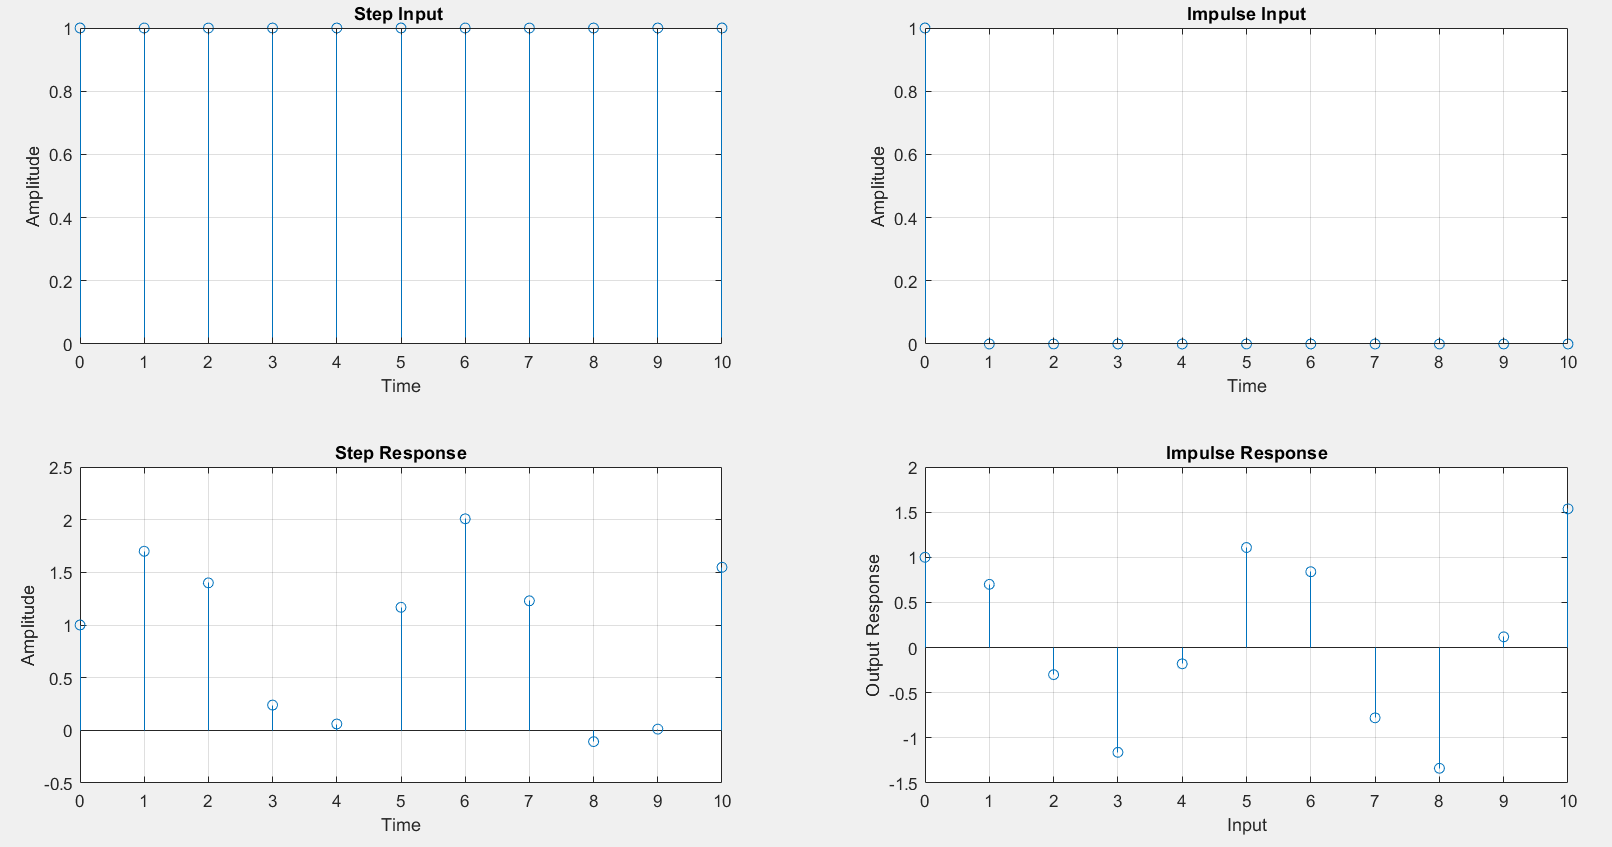 Step Input
1
0.8
0.6
0.4
0.2
0
Amplitude
0 1 2 3 4 5 6 7 8 9 10
Time
Impulse Input
1
0.8
0.6
0.4
0.2
0
Amplitude
0 1 2 3 4 5 6 7 8 9 10
Time
Step Response
2.5
2
1.5
1
0.5
0
-0.5
Amplitude
0 1 2 3 4 5 6 7 8 9 10
Time
Impulse Response
2
1.5
1
0.5
0
-0.5
-1
-1.5
Output Response
0 1 2 3 4 5 6 7 8 9 10
Input